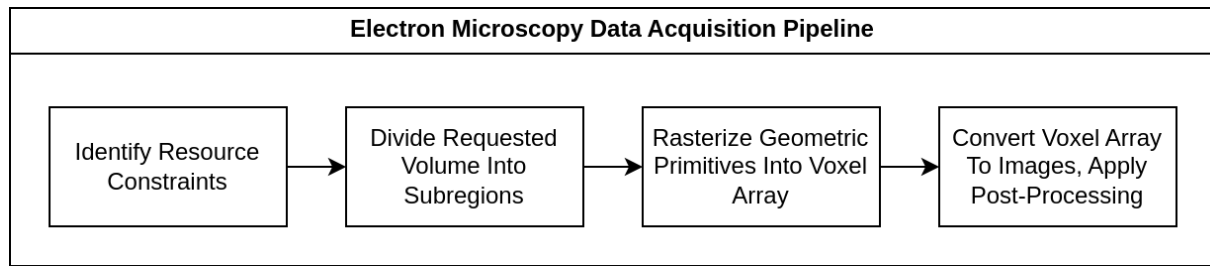 Electron Microscopy Data Acquisition Pipeline
Identify Resource
Constraints
Divide Requested
Volume Into
Subregions
Rasterize Geometric
Primitives Into Voxel
Array
Convert Voxel Array
To Images, Apply
Post-Processing